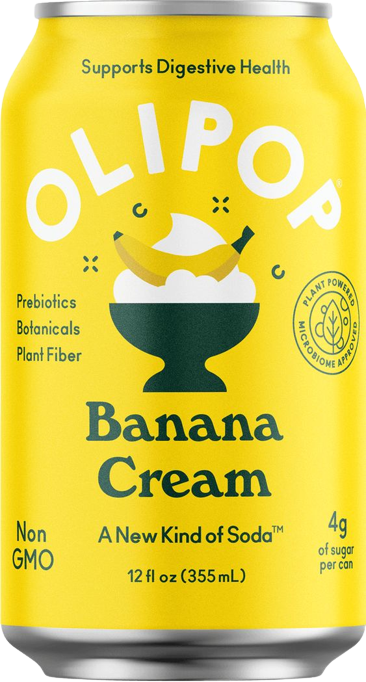 Supports Digestive Health
OLIPOP
Prebiotics
Botanicals
Plant Fiber
PLANT POWERED
MICROBIOME APPROVED
Banana
Cream
A New Kind of Soda™
Non
GMO
4g
of sugar
per can
12 fl oz (355 mL)